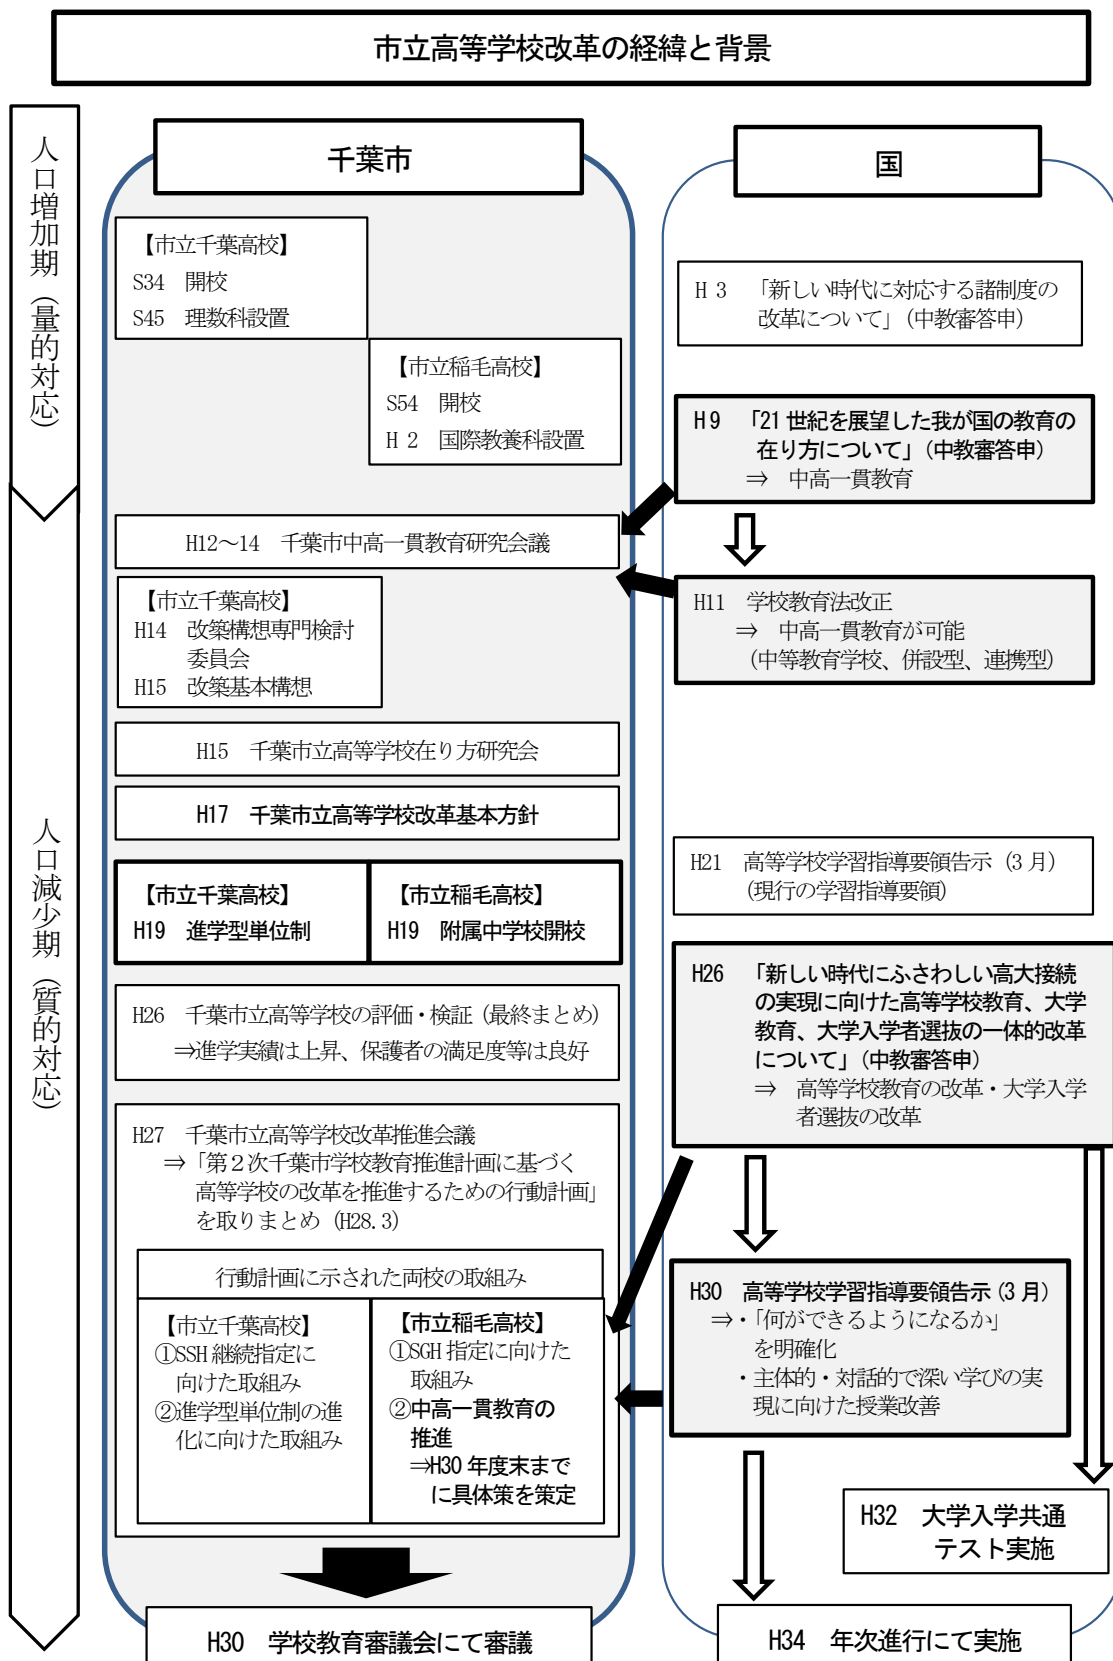 市立高等学校改革の経緯と背景
人口増加期（量的対応）
人口減少期（質的対応）
千葉市
【市立千葉高校】
S34　開校
S45　理数科設置
【市立稲毛高校】
S54　開校
H 2　国際教養科設置
H12～14　千葉市中高一貫教育研究会議
【市立千葉高校】
H14　改築構想専門検討
委員会
H15　改築基本構想
H15　千葉市立高等学校在り方研究会
H17　千葉市立高等学校改革基本方針
【市立千葉高校】
H19　進学型単位制
【市立稲毛高校】
H19　附属中学校開校
H26　千葉市立高等学校の評価・検証（最終まとめ）
⇒進学実績は上昇、保護者の満足度等は良好
H27　千葉市立高等学校改革推進会議
⇒「第２次千葉市学校教育推進計画に基づく
高等学校の改革を推進するための行動計画」
を取りまとめ（H28.3）
行動計画に示された両校の取組み
【市立千葉高校】
①SSH 継続指定に
向けた取組み
②進学型単位制の進
化に向けた取組み
【市立稲毛高校】
①SGH 指定に向けた
取組み
②中高一貫教育の
推進
⇒H30 年度末まで
に具体策を策定
H30　学校教育審議会にて審議
国
H 3　「新しい時代に対応する諸制度の
改革について」（中教審答申）
H 9　「21 世紀を展望した我が国の教育の
在り方について」（中教審答申）
⇒　中高一貫教育
H11　学校教育法改正
⇒　中高一貫教育が可能
（中等教育学校、併設型、連携型）
H21　高等学校学習指導要領告示（3 月）
（現行の学習指導要領）
H26　「新しい時代にふさわしい高大接続
の実現に向けた高等学校教育、大学
教育、大学入学者選抜の一体的改革
について」（中教審答申）
⇒　高等学校教育の改革・大学入学
者選抜の改革
H30　高等学校学習指導要領告示（3 月）
⇒・「何ができるようになるか」
を明確化
・主体的・対話的で深い学びの実
現に向けた授業改善
H32　大学入学共通
テスト実施
H34　年次進行にて実施